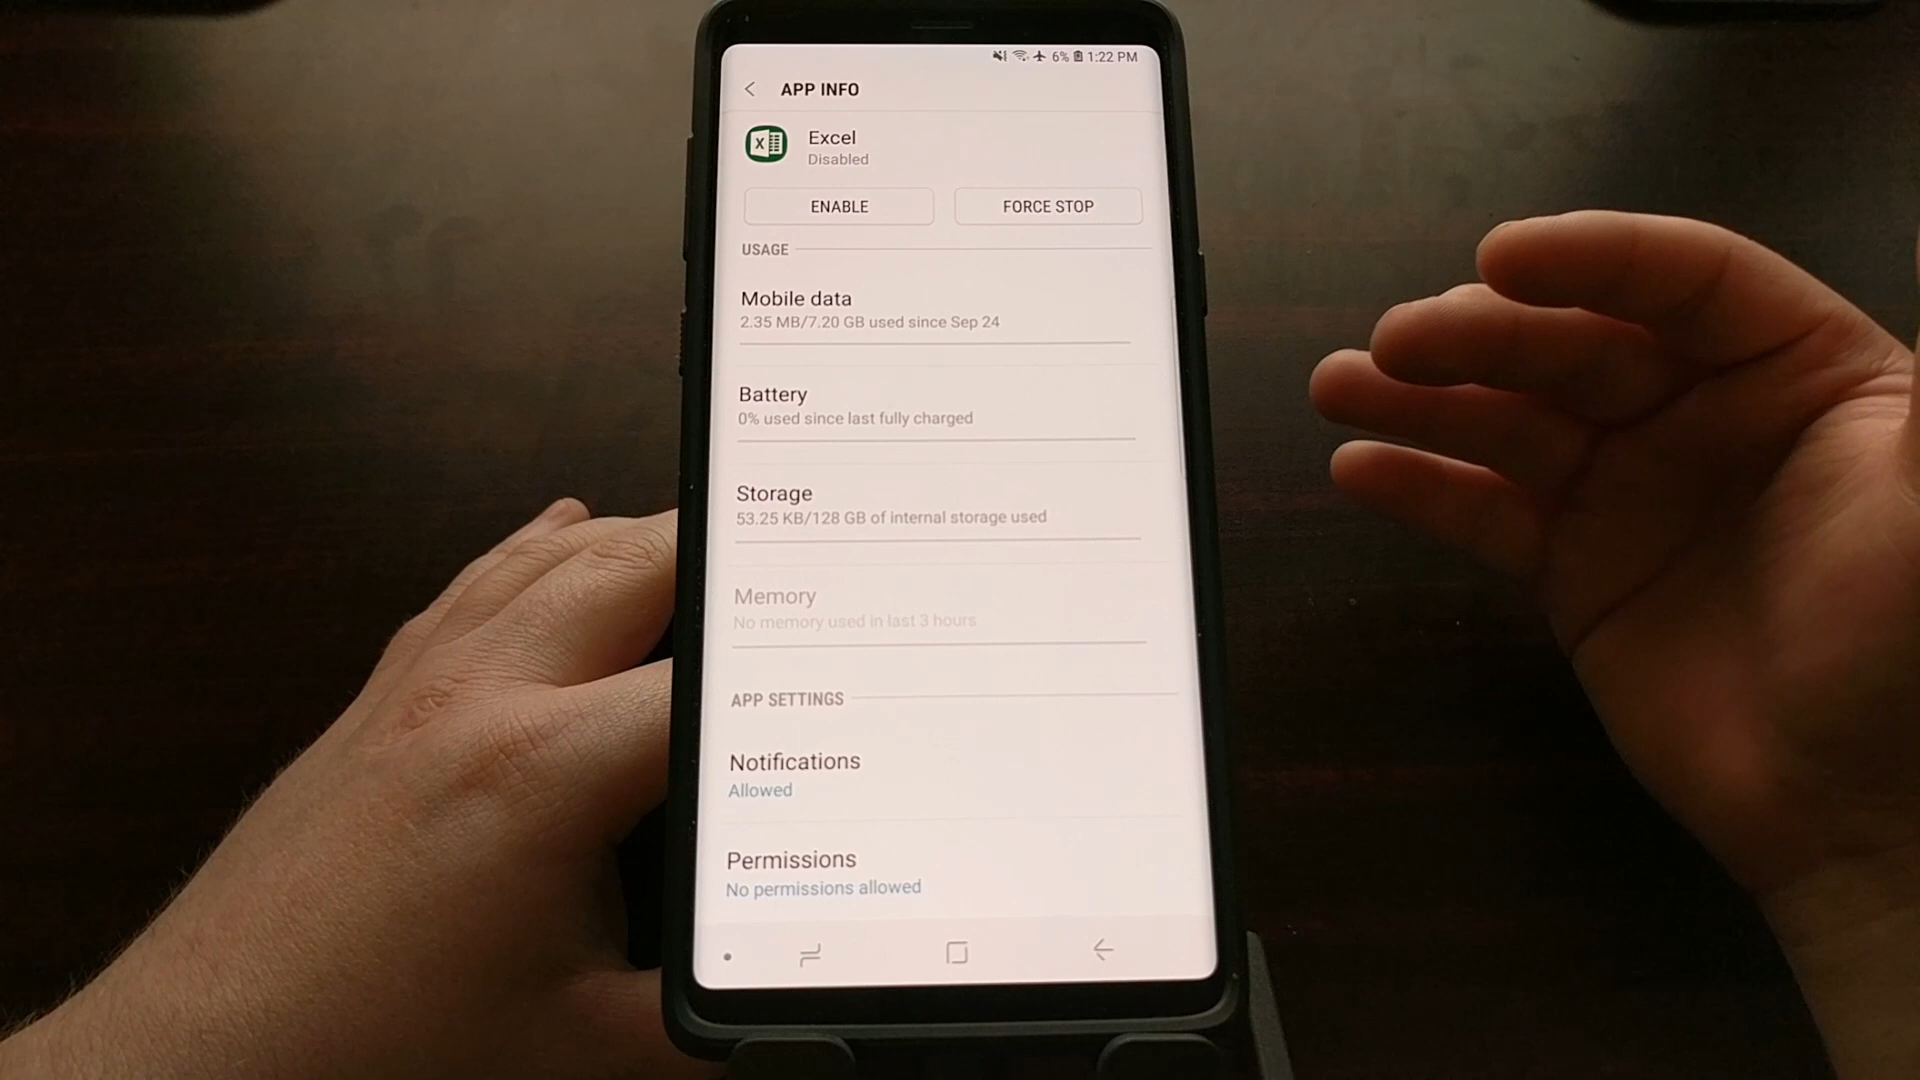 6% 1:22 PM
APP INFO
X
Excel
Disabled
ENABLE
FORCE STOP
USAGE
Mobile data
2.35 MB/7.20 GB used since Sep 24
Battery
0% used since last fully charged
Storage
53.25 KB/128 GB of internal storage used
Memory
No memory used in last 3 hours
APP SETTINGS
Notifications
Allowed
Permissions
No permissions allowed